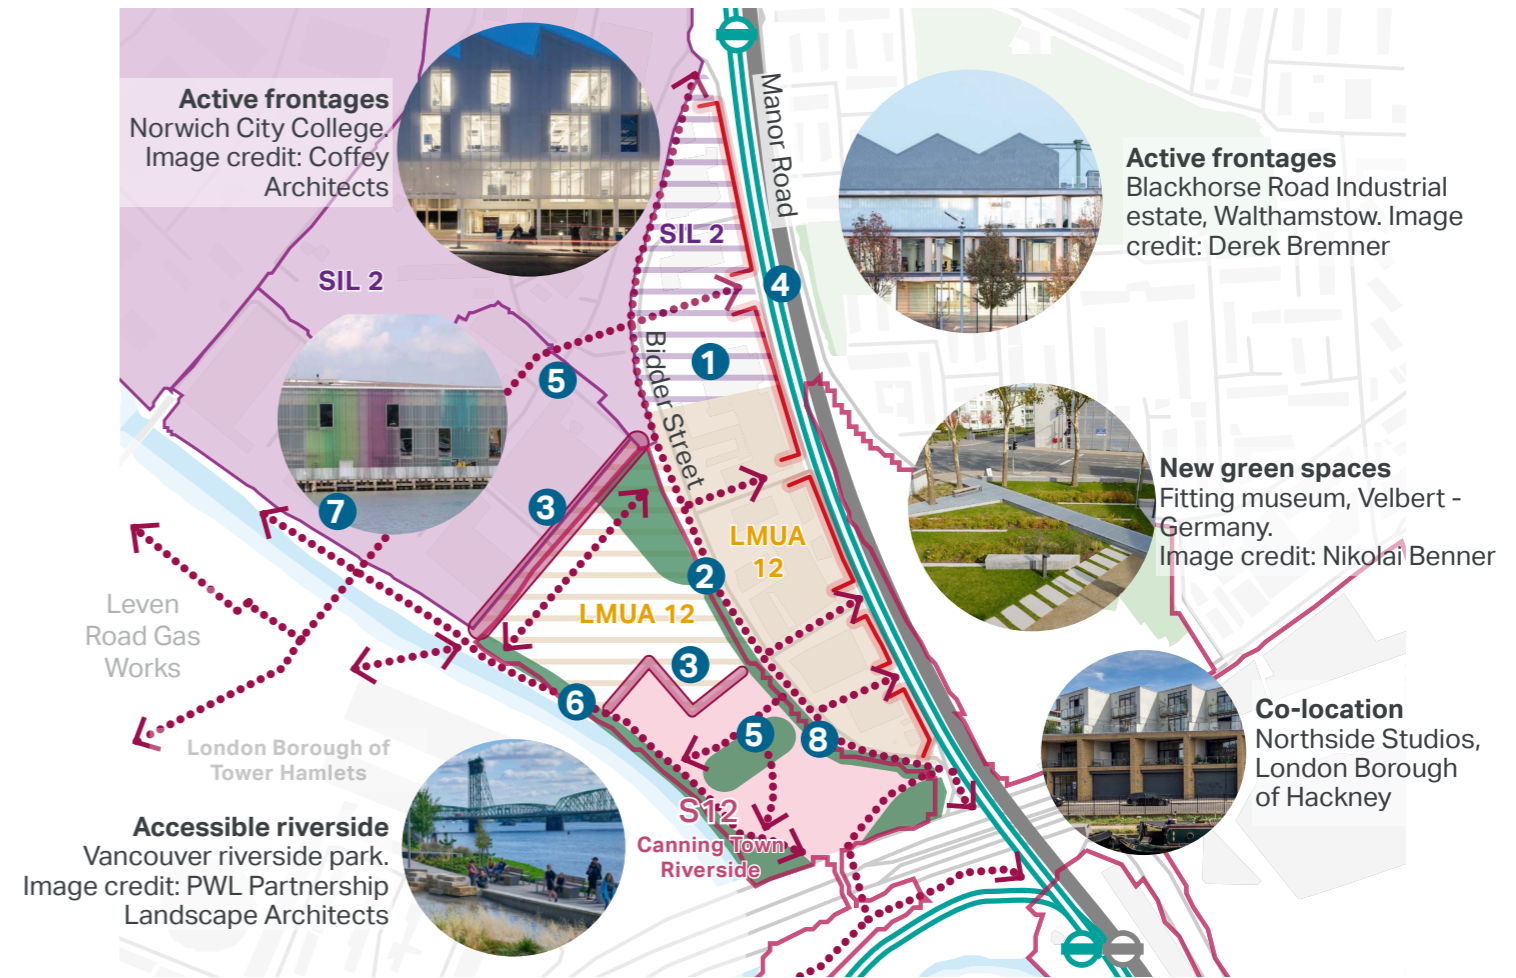 Active frontages
Norwich City College.
Image credit: Coffey
Architects
Manor Road
Active frontages
Blackhorse Road Industrial
estate, Walthamstow. Image
credit: Derek Bremner
SIL 2
SIL 2
4
1
Bidder Street
5
7
3
New green spaces
Fitting museum, Velbert -
Germany.
Image credit: Nikolai Benner
LMUA
12
2
LMUA 12
Leven
Road Gas
Works
3
6
5
8
London Borough of
Tower Hamlets
Co-location
Northside Studios,
London Borough
of Hackney
S12
Canning Town
Riverside
Accessible riverside
Vancouver riverside park.
Image credit: PWL Partnership
Landscape Architects